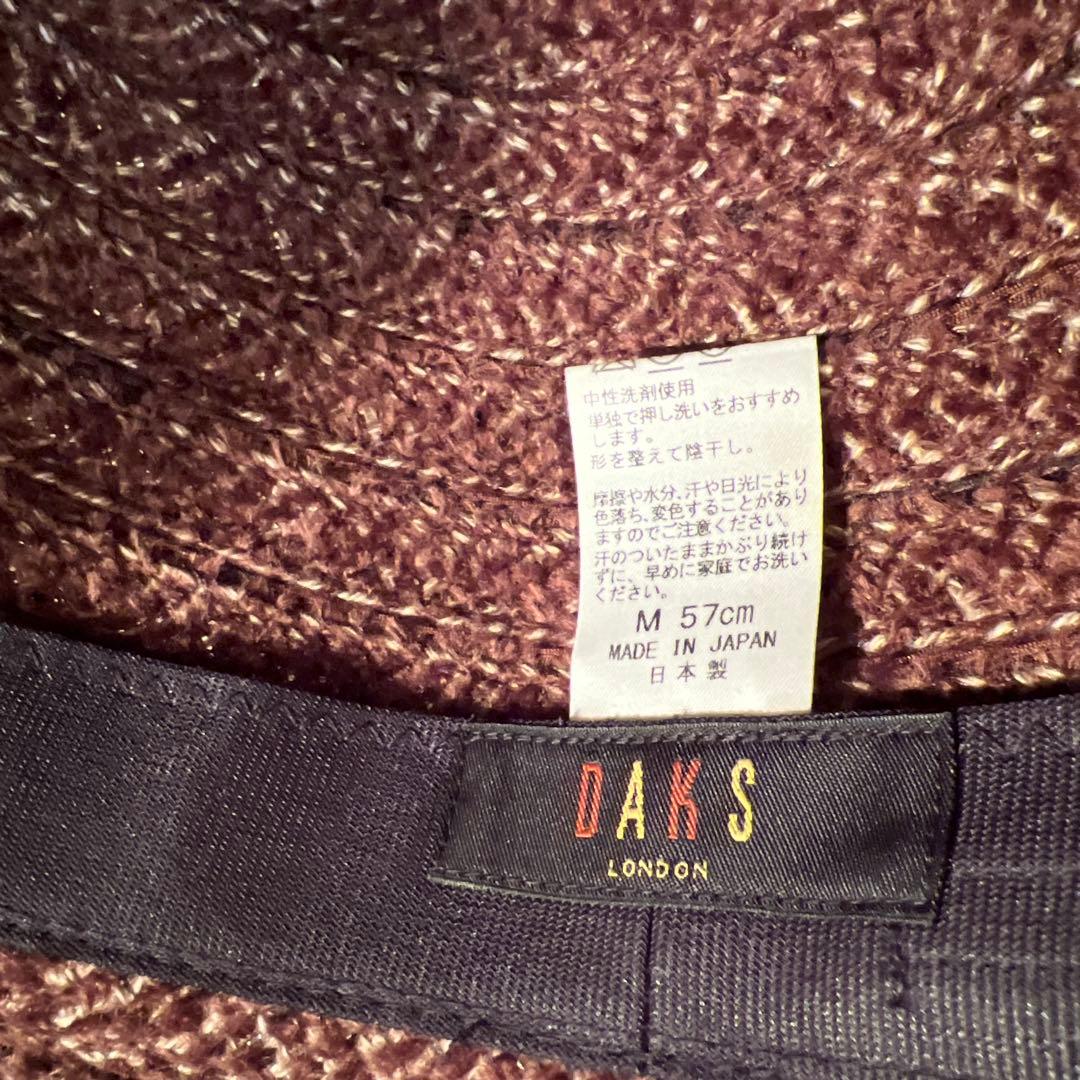 中性洗剤使用
単独で押し洗いをおすすめ
します。
形を整えて陰干し。
摩擦や水分、汗や日光により
色落ち、変色することがあり
ますのでご注意ください。
汗のついたままかぶり続け
ずに、早めに家庭でお洗い
ください。
M 57cm
MADE IN JAPAN
日本製
DAKS
LONDON